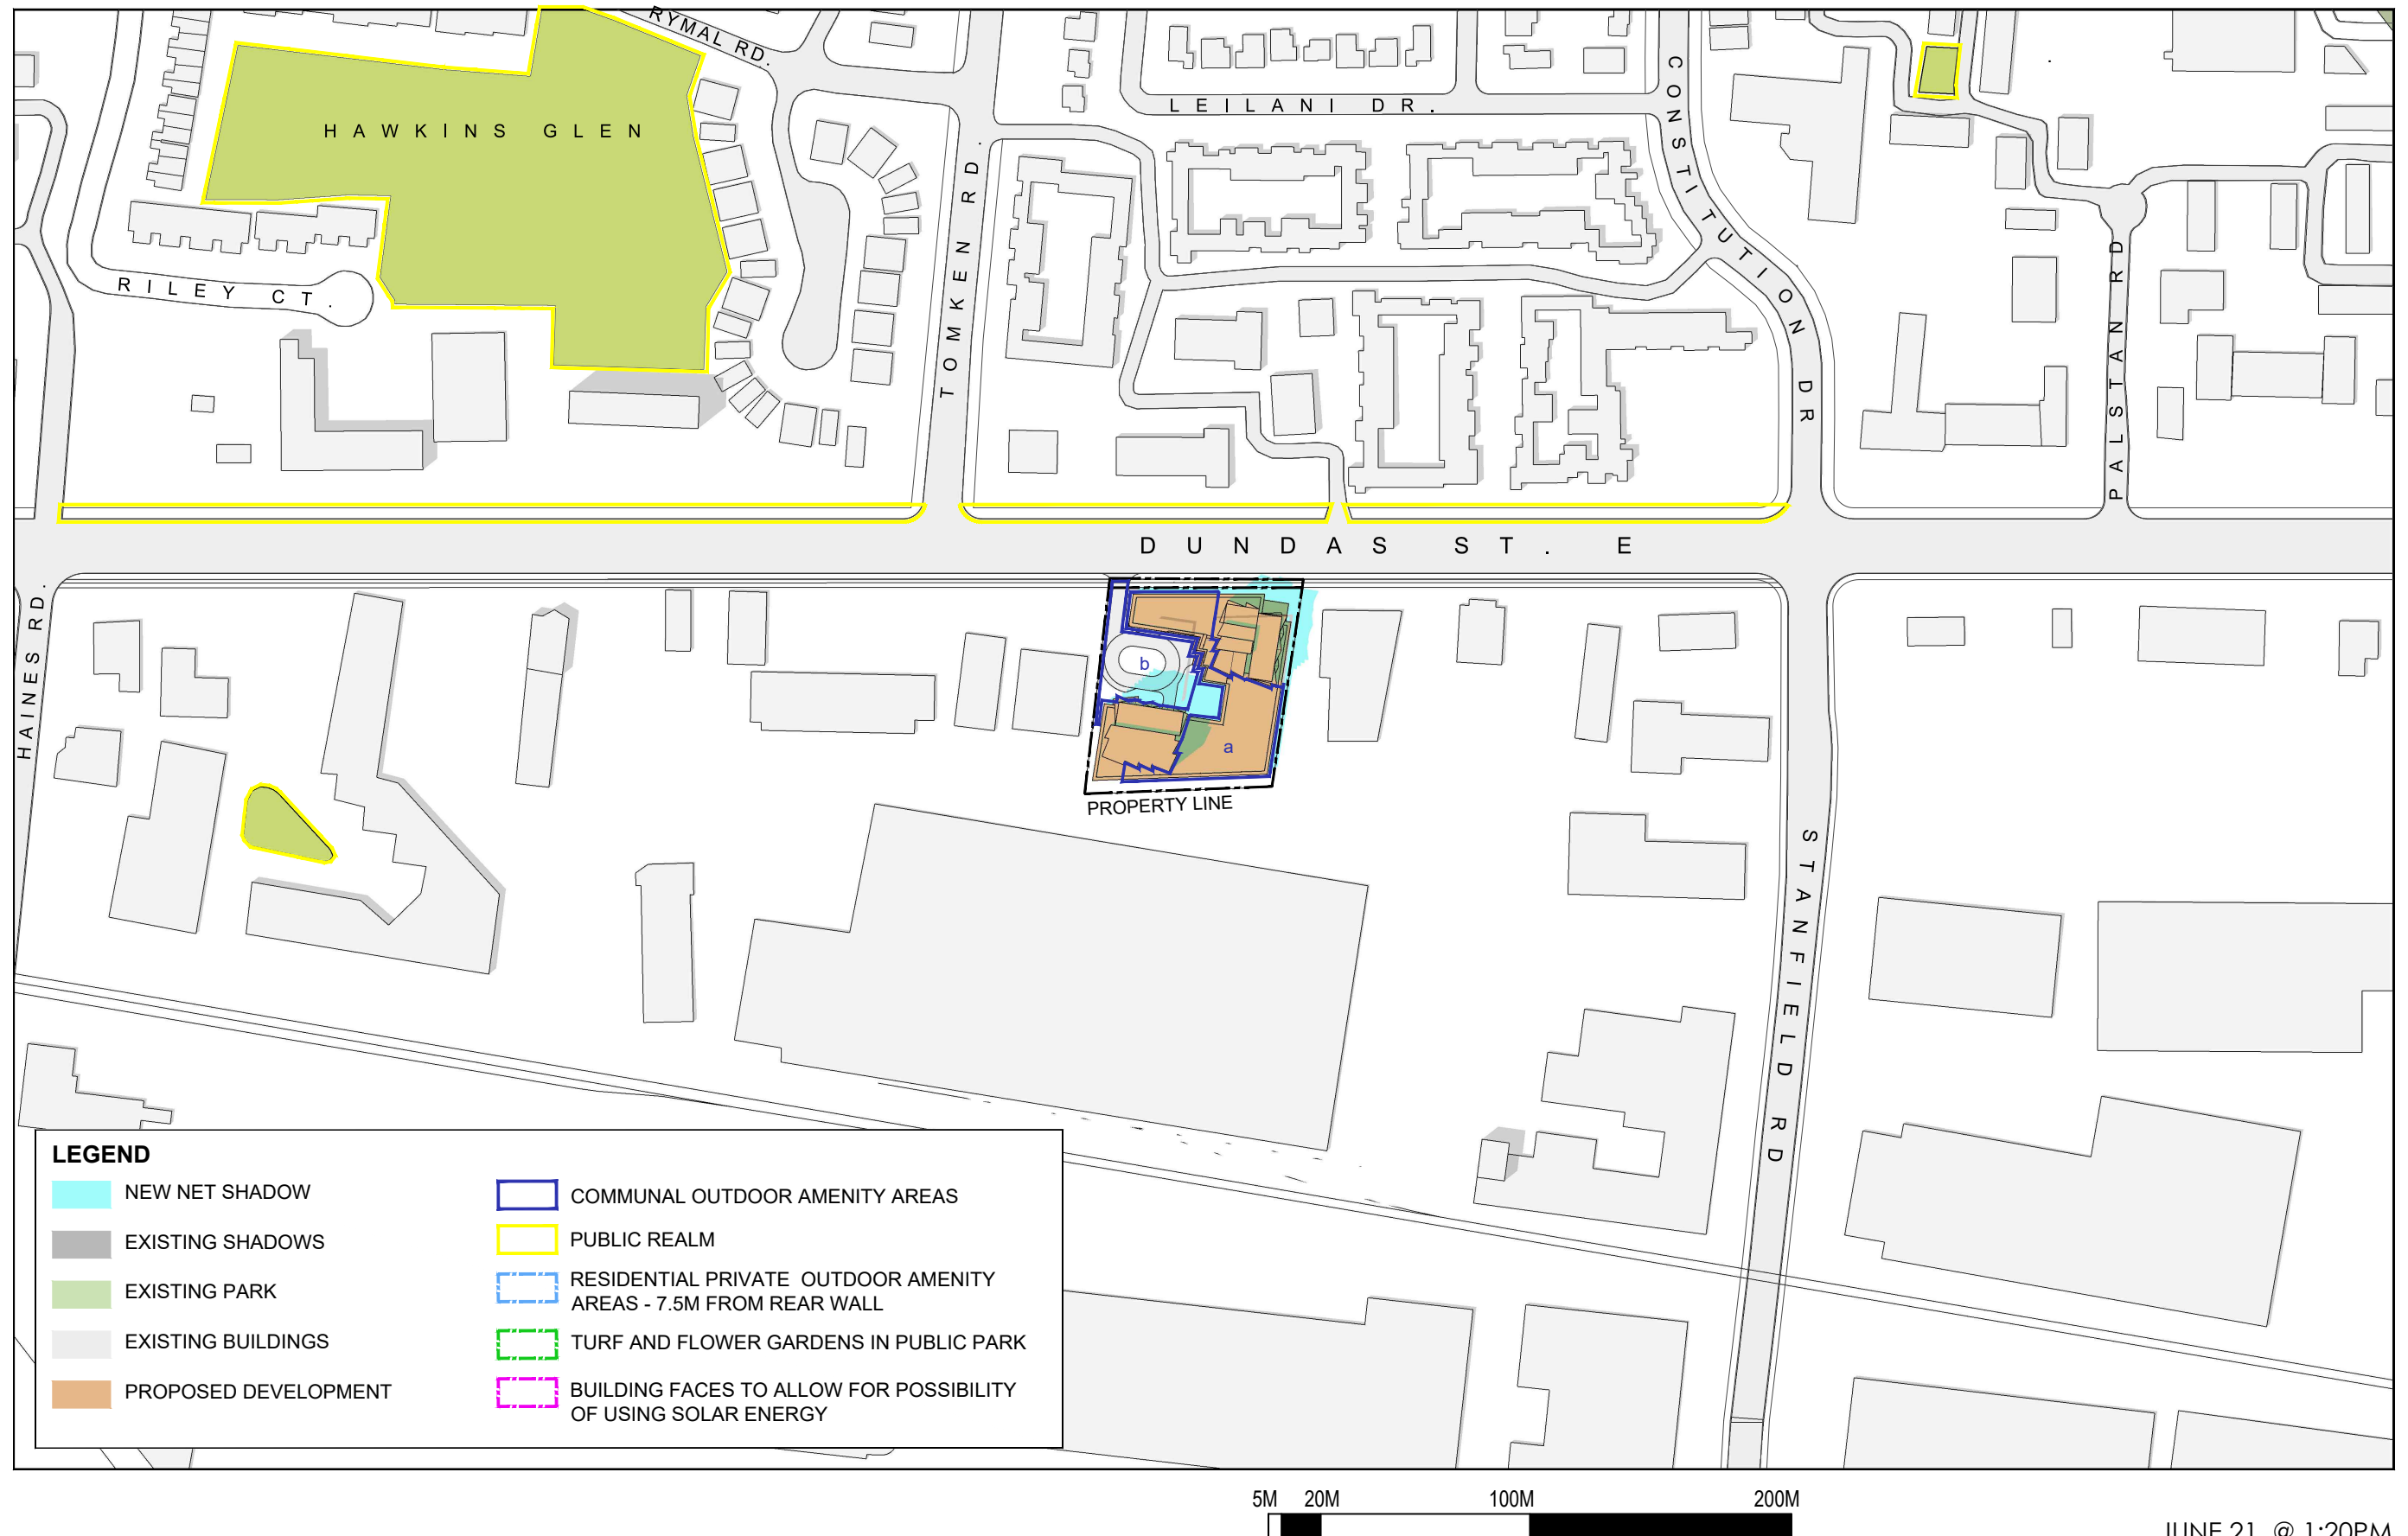 RYMAL RD.
HAWKINS GLEN
LEILANI DR.
CONSTITUTION DR
TOMKEN RD.
RILEY CT.
PALSTAN RD
DUNDAS ST. E
HAINES RD.
b
a
PROPERTY LINE
STANFIELD RD
LEGEND
NEW NET SHADOW
EXISTING SHADOWS
EXISTING PARK
EXISTING BUILDINGS
PROPOSED DEVELOPMENT
COMMUNAL OUTDOOR AMENITY AREAS
PUBLIC REALM
RESIDENTIAL PRIVATE OUTDOOR AMENITY
AREAS - 7.5M FROM REAR WALL
TURF AND FLOWER GARDENS IN PUBLIC PARK
BUILDING FACES TO ALLOW FOR POSSIBILITY
OF USING SOLAR ENERGY
5M 20M 100M 200M
JUNE 21 @ 1:20PM